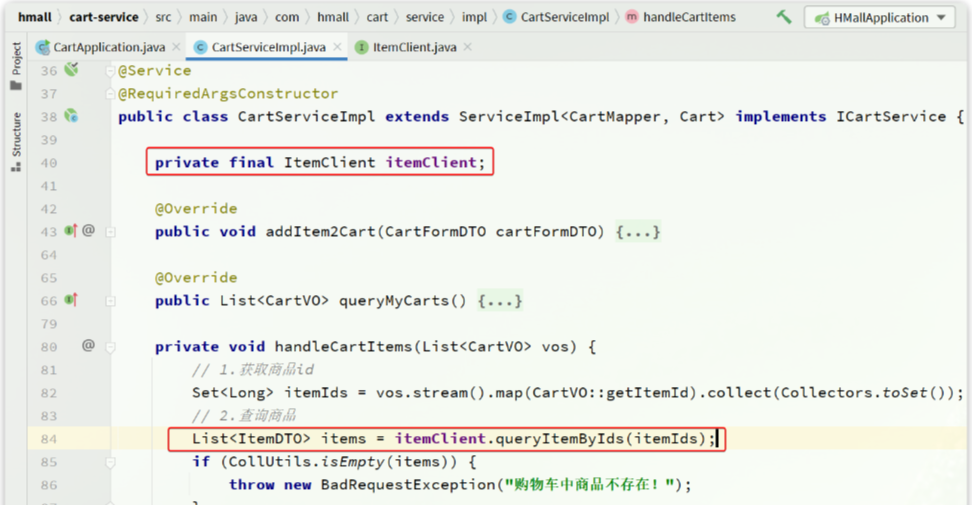 hmall cart-service src main java com hmall cart service impl CartServiceImpl handleCartItems HMallApplication
CartApplication.java CartServiceImpl.java ItemClient.java
Project
Structure
36 @Service
37 @RequiredArgsConstructor
38 public class CartServiceImpl extends ServiceImpl<CartMapper, Cart> implements ICartService {
39
40 private final ItemClient itemClient;
41
42 @Override
43 @ public void addItem2Cart(CartFormDTO cartFormDTO) {...}
64
65 @Override
66 public List<CartVO> queryMyCarts() {...}
79
80 @ private void handleCartItems(List<CartVO> vos) {
81 // 1.获取商品id
82 Set<Long> itemIds = vos.stream().map(CartVO::getItemId).collect(Collectors.toSet());
83 // 2.查询商品
84 List<ItemDTO> items = itemClient.queryItemByIds(itemIds);
85 if (CollUtils.isEmpty(items)) {
86 throw new BadRequestException("购物车中商品不存在！");